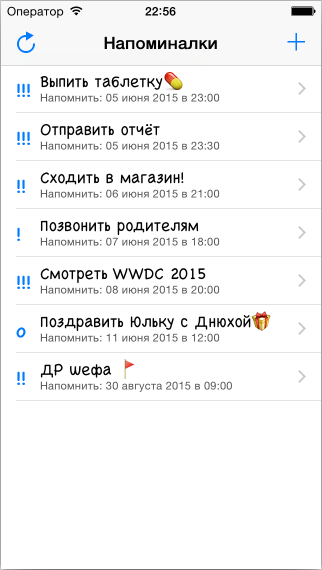 Оператор 22:56
Напоминалки
!!! Выпить таблетку💊
Напомнить: 05 июня 2015 в 23:00
!!! Отправить отчёт
Напомнить: 05 июня 2015 в 23:30
!! Сходить в магазин!
Напомнить: 06 июня 2015 в 21:00
! Позвонить родителям
Напомнить: 07 июня 2015 в 18:00
!!! Смотреть WWDC 2015
Напомнить: 08 июня 2015 в 20:00
о Поздравить Юльку с Днюхой🎁
Напомнить: 11 июня 2015 в 12:00
!! ДР шефа 🚩
Напомнить: 30 августа 2015 в 09:00